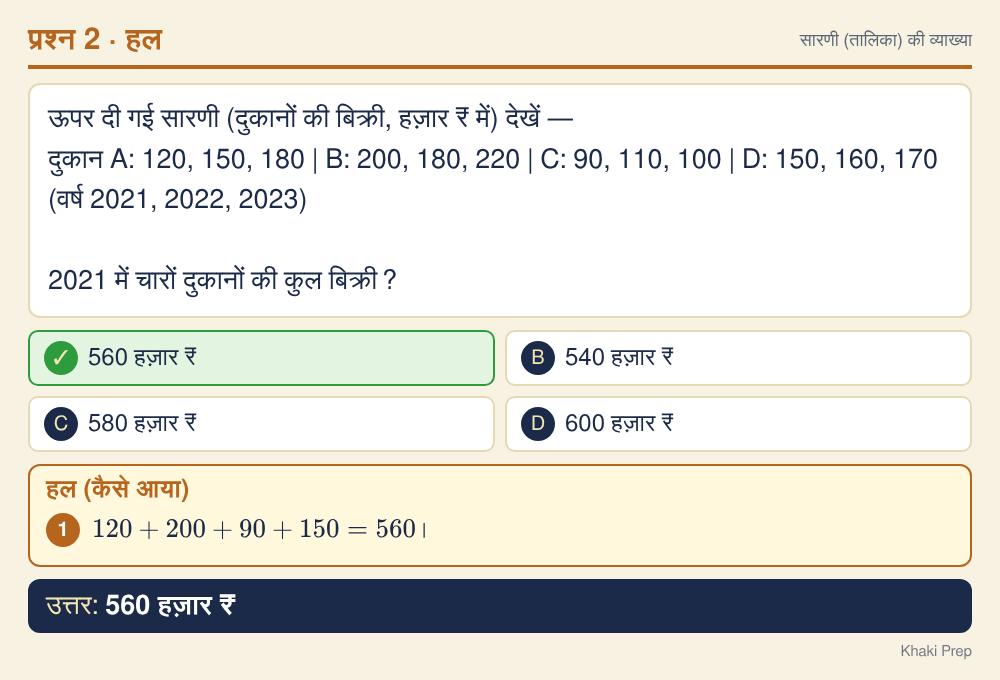 प्रश्न 2 · हल
सारणी (तालिका) की व्याख्या
ऊपर दी गई सारणी (दुकानों की बिक्री, हज़ार ₹ में) देखें —
दुकान A: 120, 150, 180 | B: 200, 180, 220 | C: 90, 110, 100 | D: 150, 160, 170
(वर्ष 2021, 2022, 2023)
2021 में चारों दुकानों की कुल बिक्री ?
✓ 560 हज़ार ₹
B 540 हज़ार ₹
C 580 हज़ार ₹
D 600 हज़ार ₹
हल (कैसे आया)
1 120 + 200 + 90 + 150 = 560।
उत्तर: 560 हज़ार ₹
Khaki Prep